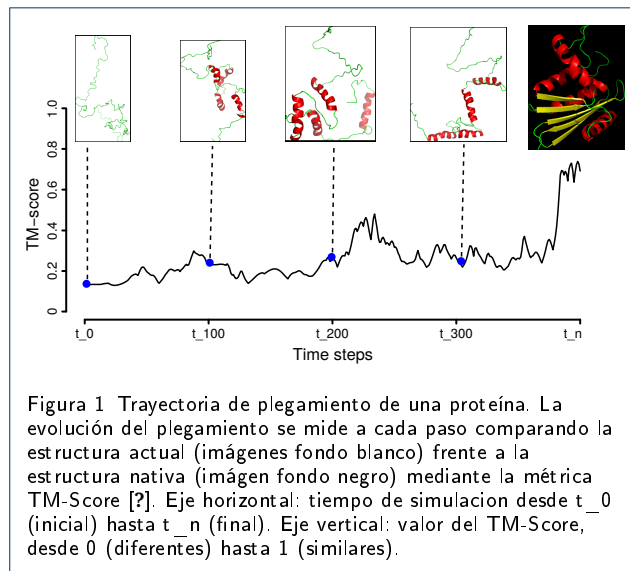 1.0
0.8
0.6
0.4
0.2
0
TM−score
t_0
t_100
t_200
t_300
t_n
Time steps
Figura 1 Trayectoria de plegamiento de una proteína. La
evolución del plegamiento se mide a cada paso comparando la
estructura actual (imágenes fondo blanco) frente a la
estructura nativa (imágen fondo negro) mediante la métrica
TM-Score [?]. Eje horizontal: tiempo de simulacion desde t_0
(inicial) hasta t_n (final). Eje vertical: valor del TM-Score,
desde 0 (diferentes) hasta 1 (similares).